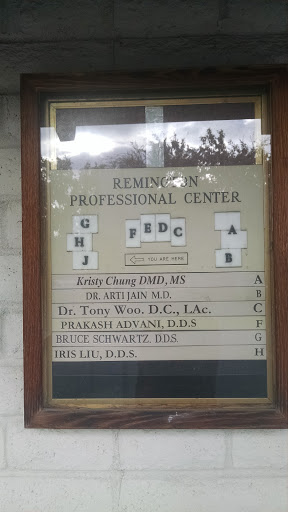 REMINGTON
PROFESSIONAL CENTER
G
H
J
F E D C
A
B
YOU ARE HERE
Kristy Chung DMD, MS A
DR. ARTI JAIN M.D. B
Dr. Tony Woo. D.C., LAc. C
PRAKASH ADVANI, D.D.S F
BRUCE SCHWARTZ. D.D.S. G
IRIS LIU, D.D.S. H